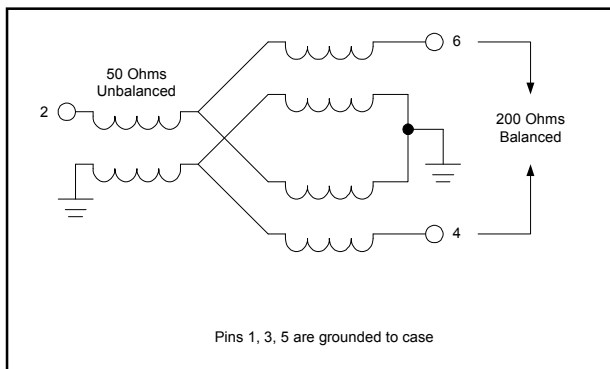 50 Ohms
Unbalanced
2
6
200 Ohms
Balanced
4
Pins 1, 3, 5 are grounded to case